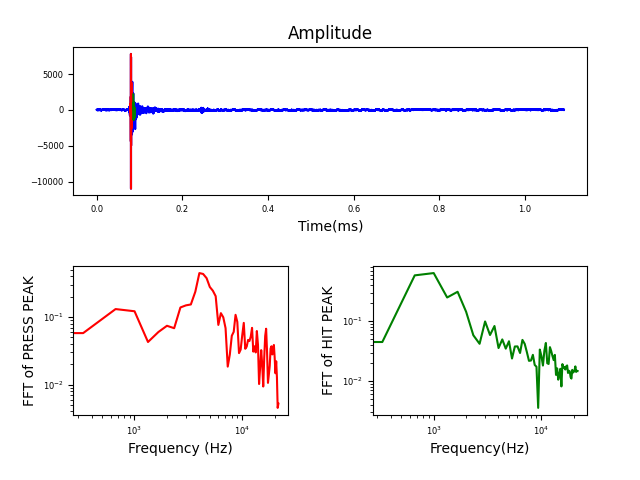 Amplitude
5000
0
−5000
−10000
0.0 0.2 0.4 0.6 0.8 1.0
Time(ms)
FFT of PRESS PEAK
10⁻¹
10⁻²
10³ 10⁴
Frequency (Hz)
FFT of HIT PEAK
10⁻¹
10⁻²
10³ 10⁴
Frequency(Hz)